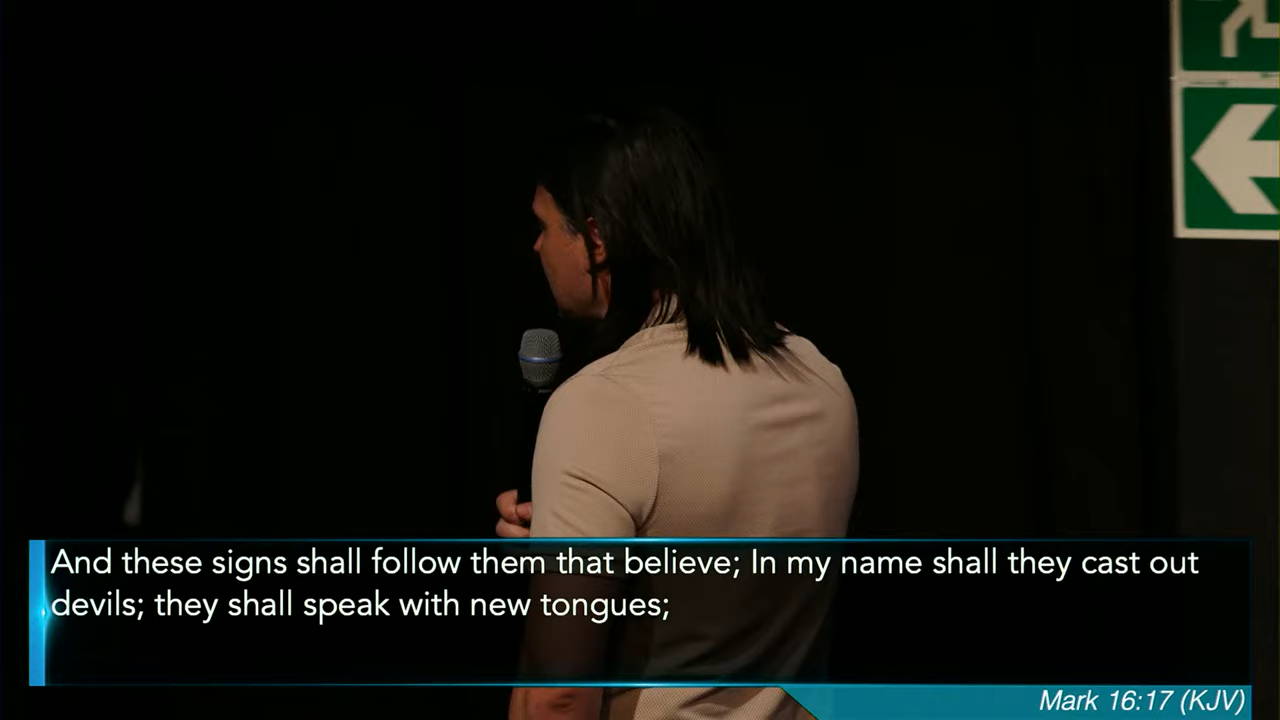 And these signs shall follow them that believe; In my name shall they cast out
devils; they shall speak with new tongues;
Mark 16:17 (KJV)